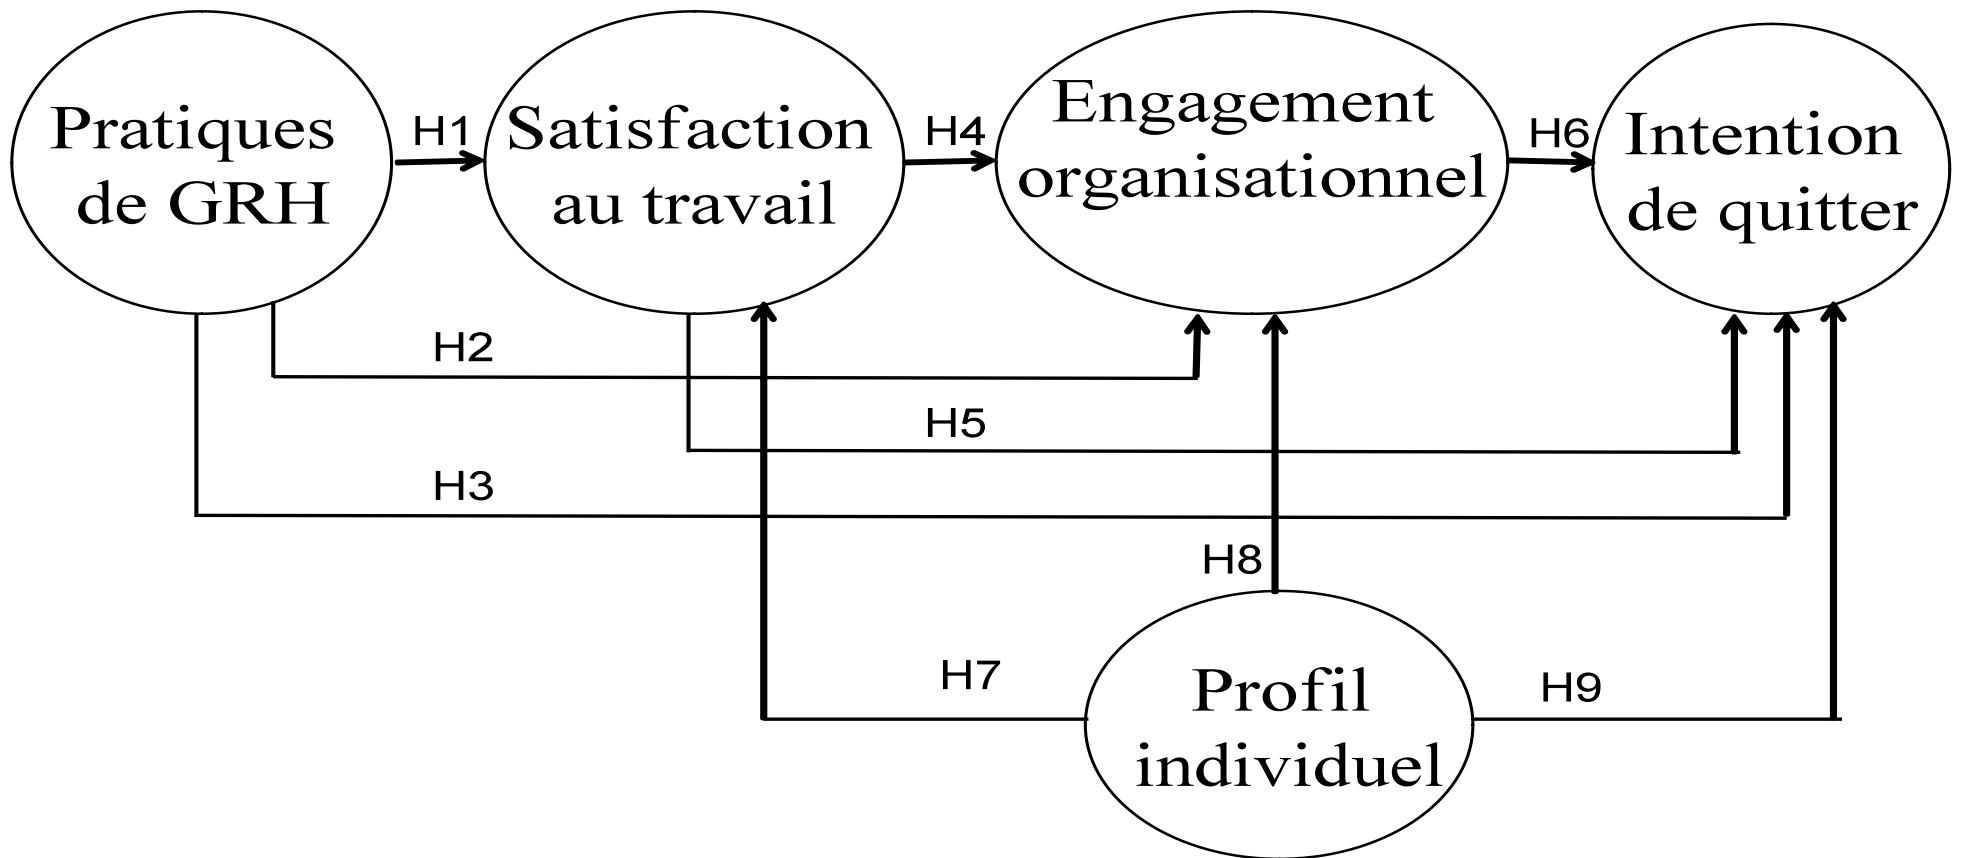 Pratiques
de GRH
H1
Satisfaction
au travail
H4
Engagement
organisationnel
H6
Intention
de quitter
H2
H5
H3
H8
H7
Profil
individuel
H9